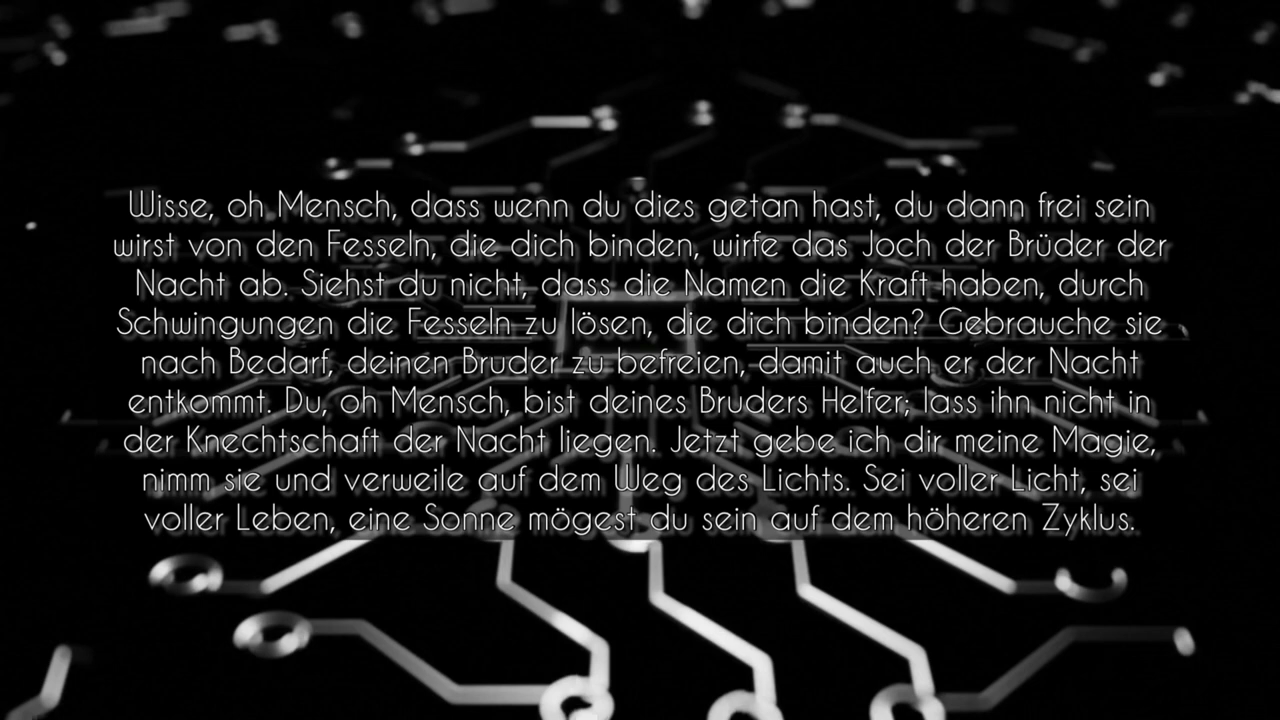 Wisse, oh Mensch, dass wenn du dies getan hast, du dann frei sein
wirst von den Fesseln, die dich binden, wirfe das Joch der Brüder der
Nacht ab. Siehst du nicht, dass die Namen die Kraft haben, durch
Schwingungen die Fesseln zu lösen, die dich binden? Gebrauche sie
nach Bedarf, deinen Bruder zu befreien, damit auch er der Nacht
entkommt. Du, oh Mensch, bist deines Bruders Helfer; lass ihn nicht in
der Knechtschaft der Nacht liegen. Jetzt gebe ich dir meine Magie,
nimm sie und verweile auf dem Weg des Lichts. Sei voller Licht, sei
voller Leben, eine Sonne mögest du sein auf dem höheren Zyklus.